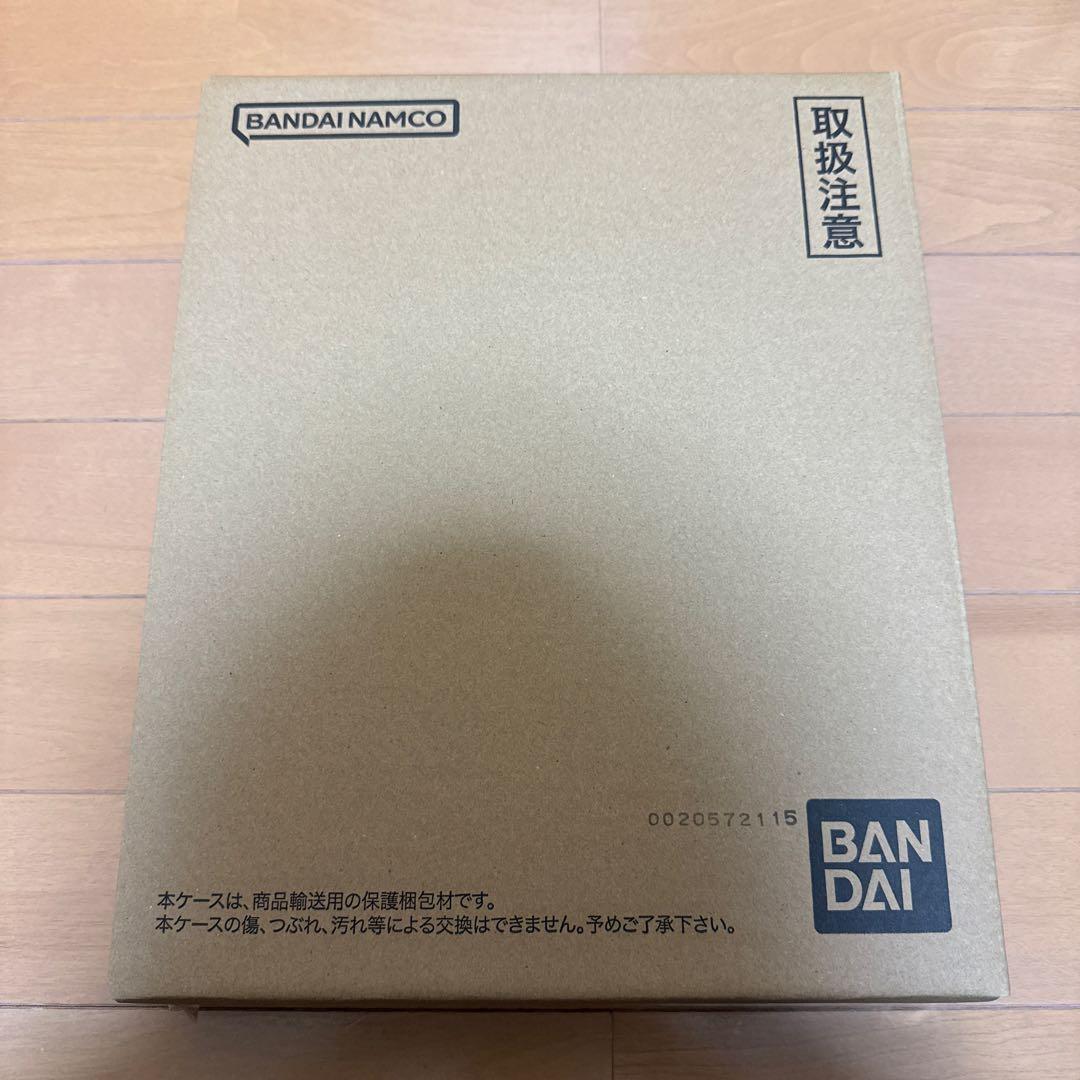 BANDAI NAMCO
取扱注意
0020572115
BAN
DAI
本ケースは、商品輸送用の保護梱包材です。
本ケースの傷、つぶれ、汚れ等による交換はできません。予めご了承下さい。